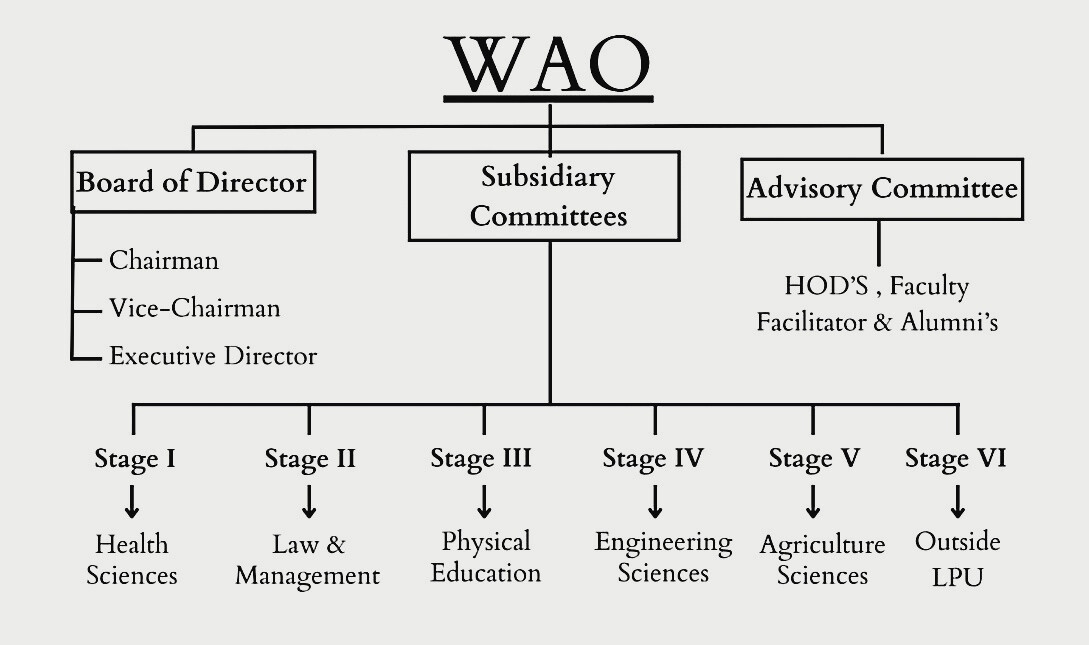 WAO
Board of Director
Subsidiary
Committees
Advisory Committee
Chairman
Vice-Chairman
Executive Director
HOD'S , Faculty
Facilitator & Alumni's
Stage I
Stage II
Stage III
Stage IV
Stage V
Stage VI
Health
Sciences
Law &
Management
Physical
Education
Engineering
Sciences
Agriculture
Sciences
Outside
LPU